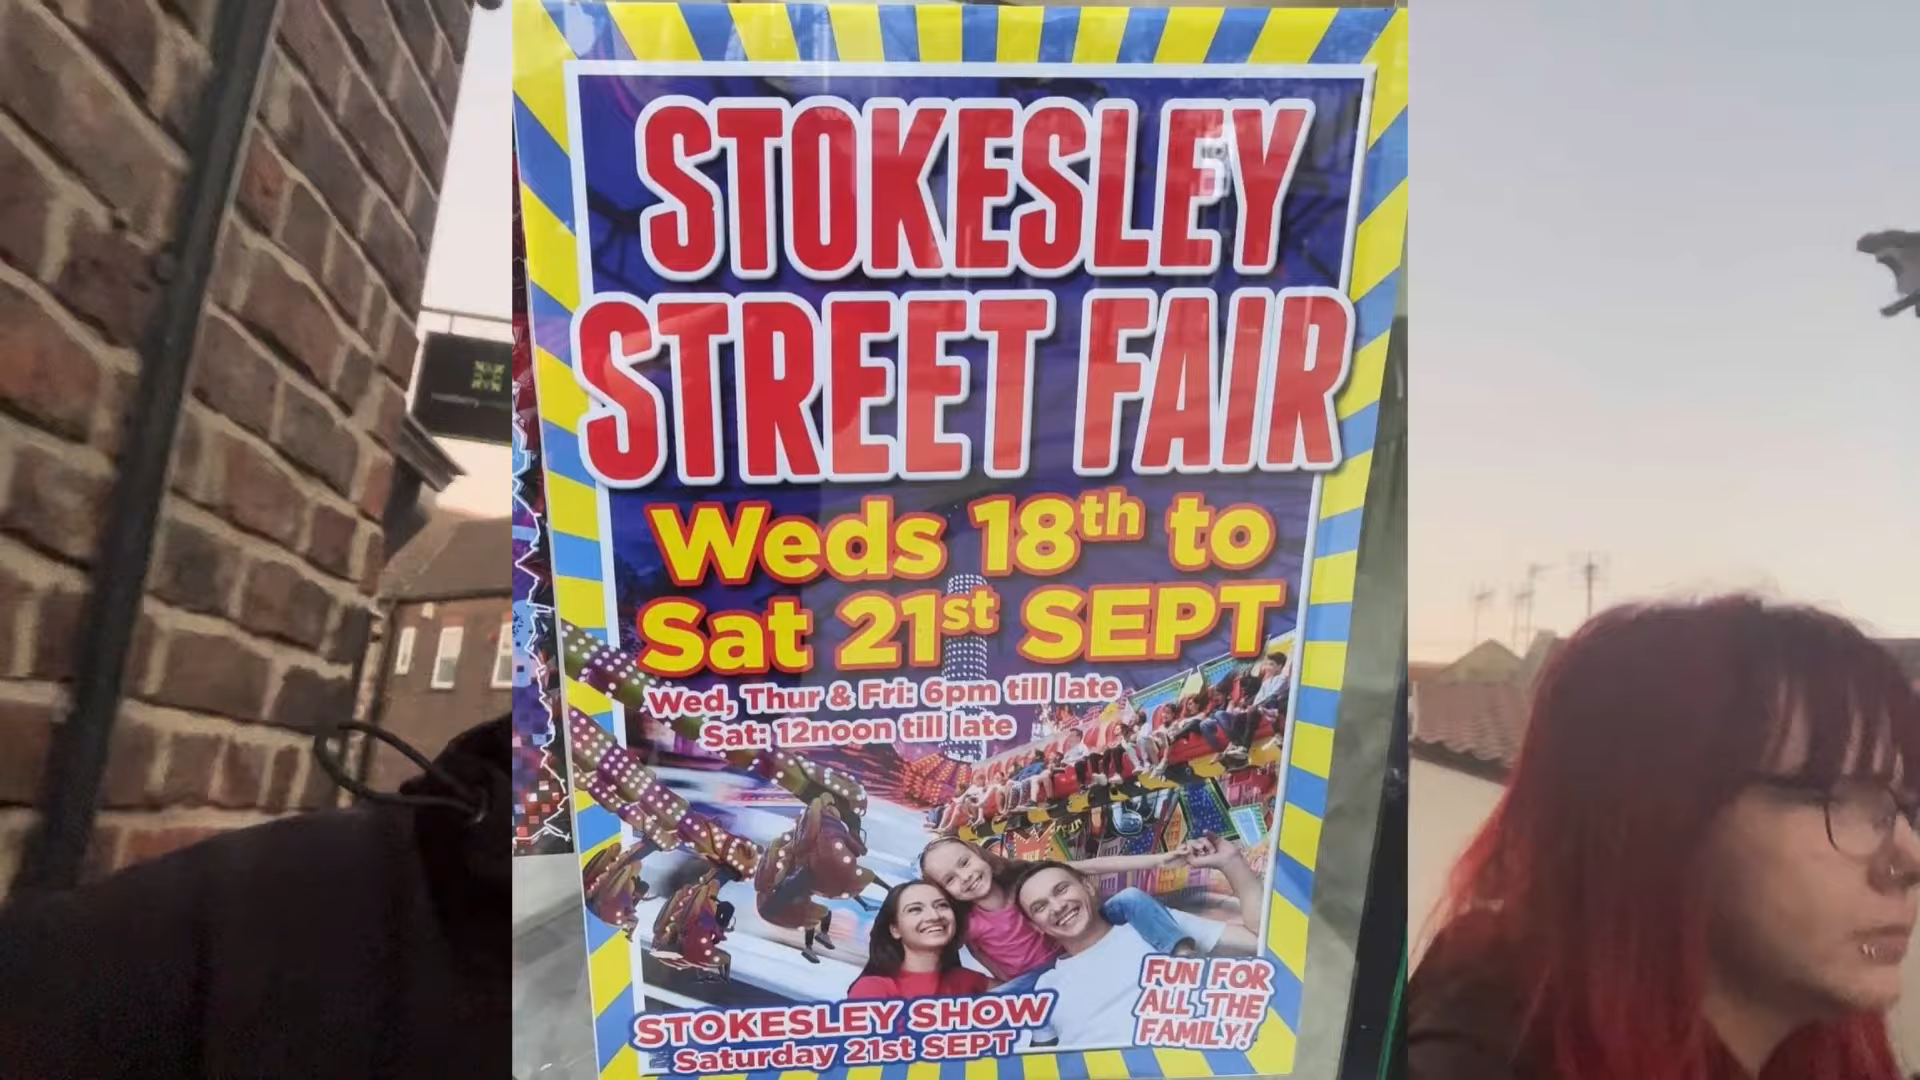 STOKESLEY
STREET FAIR
Weds 18th to
Sat 21st SEPT
Wed, Thur & Fri: 6pm till late
Sat: 12noon till late
STOKESLEY SHOW
Saturday 21st SEPT
FUN FOR
ALL THE
FAMILY!